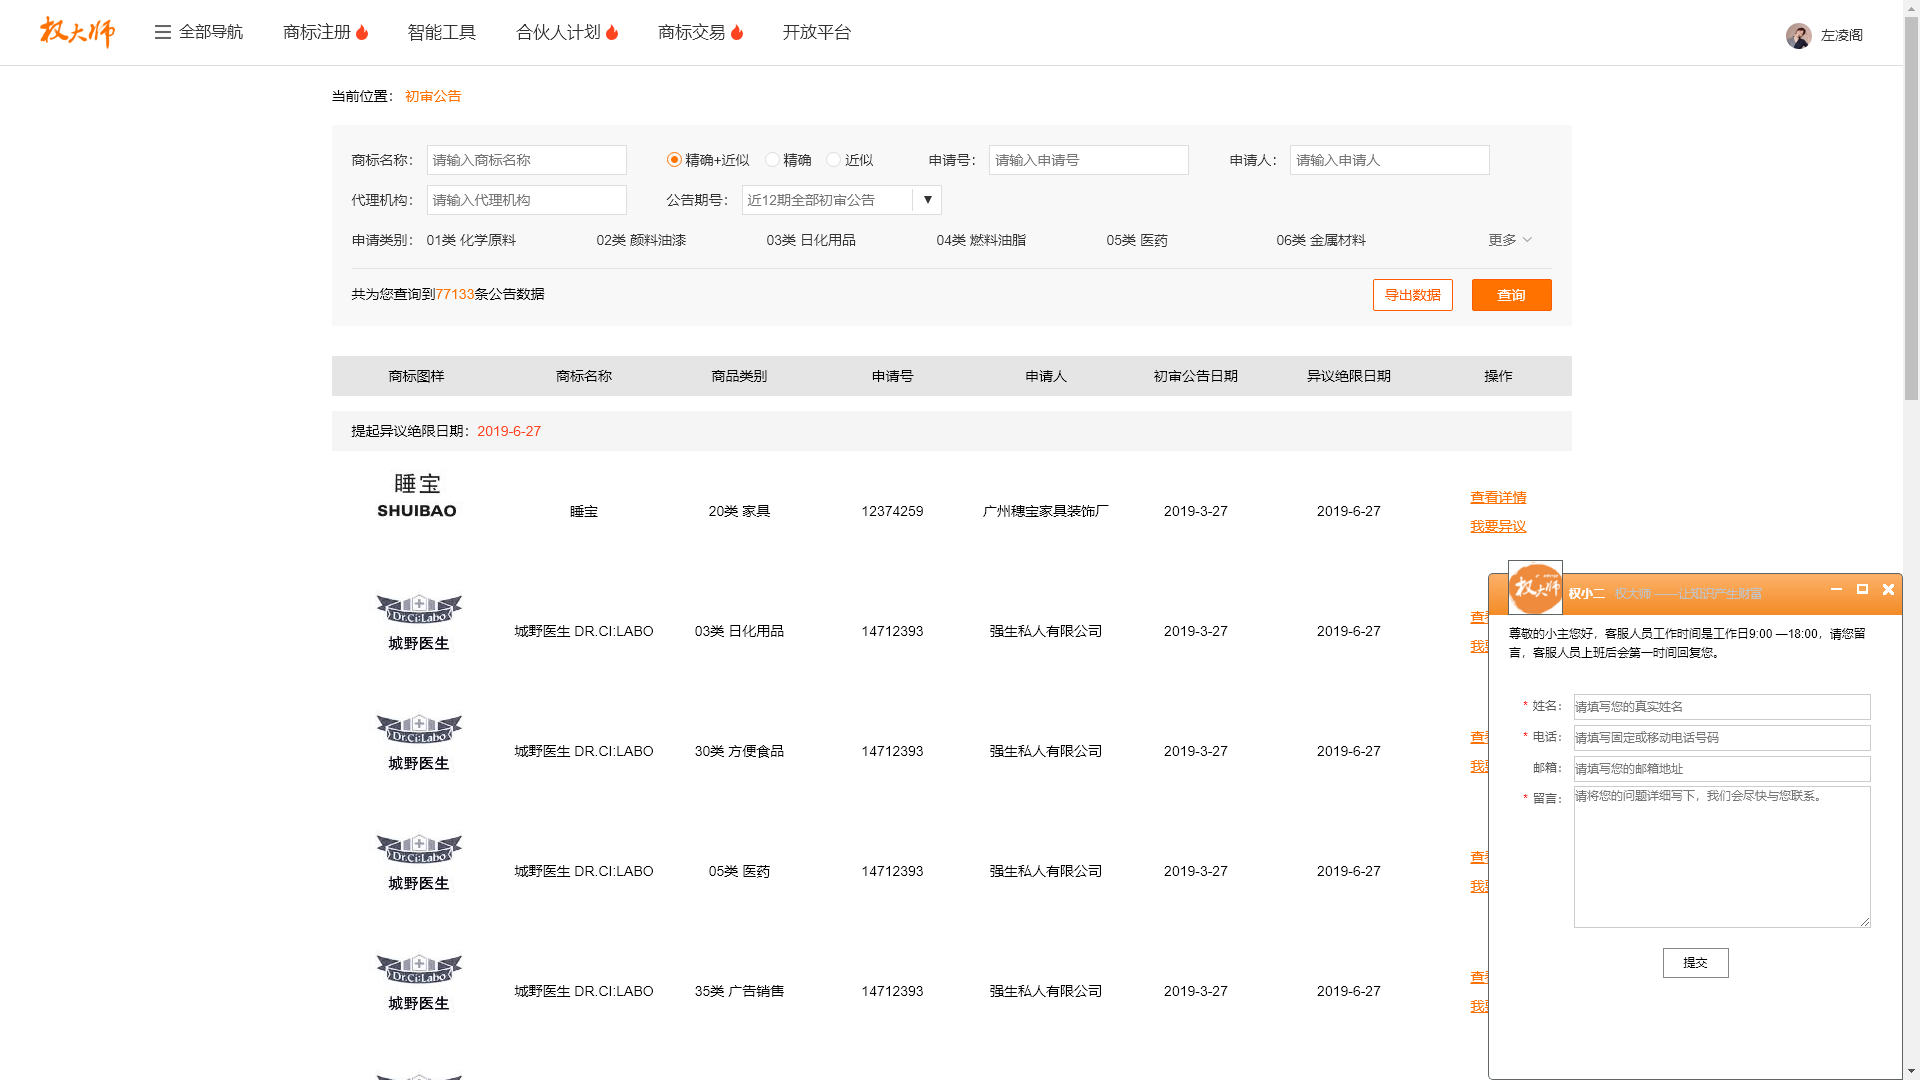 权大师 全部导航 商标注册 智能工具 合伙人计划 商标交易 开放平台 左凌阁
当前位置： 初审公告
商标名称： 请输入商标名称 精确+近似 精确 近似 申请号： 请输入申请号 申请人： 请输入申请人
代理机构： 请输入代理机构 公告期号： 近12期全部初审公告 ▼
申请类别： 01类 化学原料 02类 颜料油漆 03类 日化用品 04类 燃料油脂 05类 医药 06类 金属材料 更多
共为您查询到77133条公告数据 导出数据 查询
商标图样 商标名称 商品类别 申请号 申请人 初审公告日期 异议绝限日期 操作
提起异议绝限日期：2019-6-27
睡宝
SHUIBAO
睡宝 20类 家具 12374259 广州穗宝家具装饰厂 2019-3-27 2019-6-27
查看详情
我要异议
Dr.Ci:Labo
城野医生
城野医生 DR.CI:LABO 03类 日化用品 14712393 强生私人有限公司 2019-3-27 2019-6-27
查
我
Dr.Ci:Labo
城野医生
城野医生 DR.CI:LABO 30类 方便食品 14712393 强生私人有限公司 2019-3-27 2019-6-27
查
我
Dr.Ci:Labo
城野医生
城野医生 DR.CI:LABO 05类 医药 14712393 强生私人有限公司 2019-3-27 2019-6-27
查
我
Dr.Ci:Labo
城野医生
城野医生 DR.CI:LABO 35类 广告销售 14712393 强生私人有限公司 2019-3-27 2019-6-27
查
我
权大师 权小二 权大师 ——让知识产生财富
尊敬的小主您好，客服人员工作时间是工作日9:00 —18:00，请您留
言，客服人员上班后会第一时间回复您。
* 姓名： 请填写您的真实姓名
* 电话： 请填写固定或移动电话号码
邮箱： 请填写您的邮箱地址
* 留言： 请将您的问题详细写下，我们会尽快与您联系。
提交